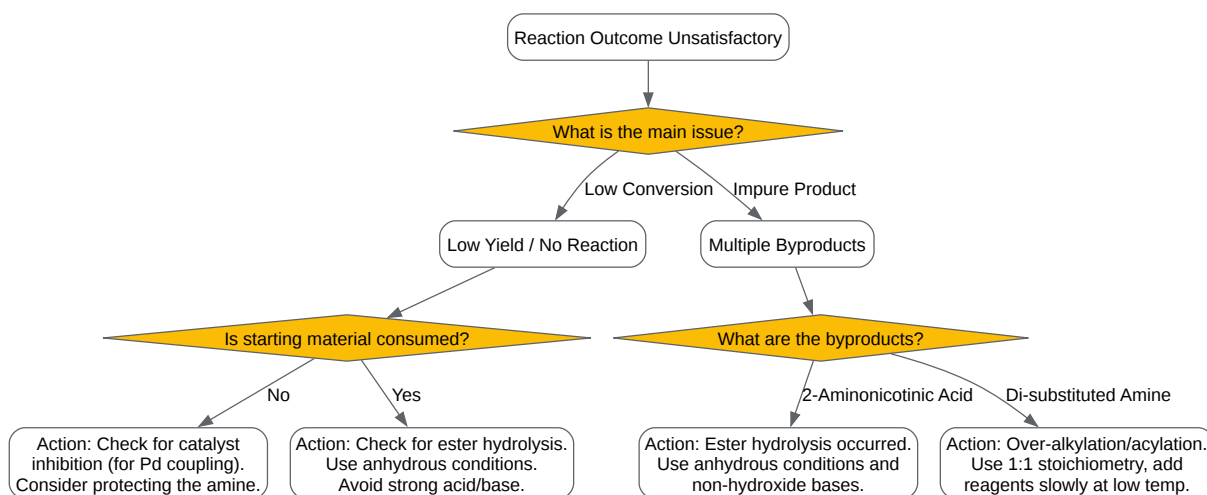 Reaction Outcome Unsatisfactory
What is the main issue?
Low Conversion
Impure Product
Low Yield / No Reaction
Multiple Byproducts
Is starting material consumed?
What are the byproducts?
No
Yes
2-Aminonicotinic Acid
Di-substituted Amine
Action: Check for catalyst
inhibition (for Pd coupling).
Consider protecting the amine.
Action: Check for ester hydrolysis.
Use anhydrous conditions.
Avoid strong acid/base.
Action: Ester hydrolysis occurred.
Use anhydrous conditions and
non-hydroxide bases.
Action: Over-alkylation/acylation.
Use 1:1 stoichiometry, add
reagents slowly at low temp.